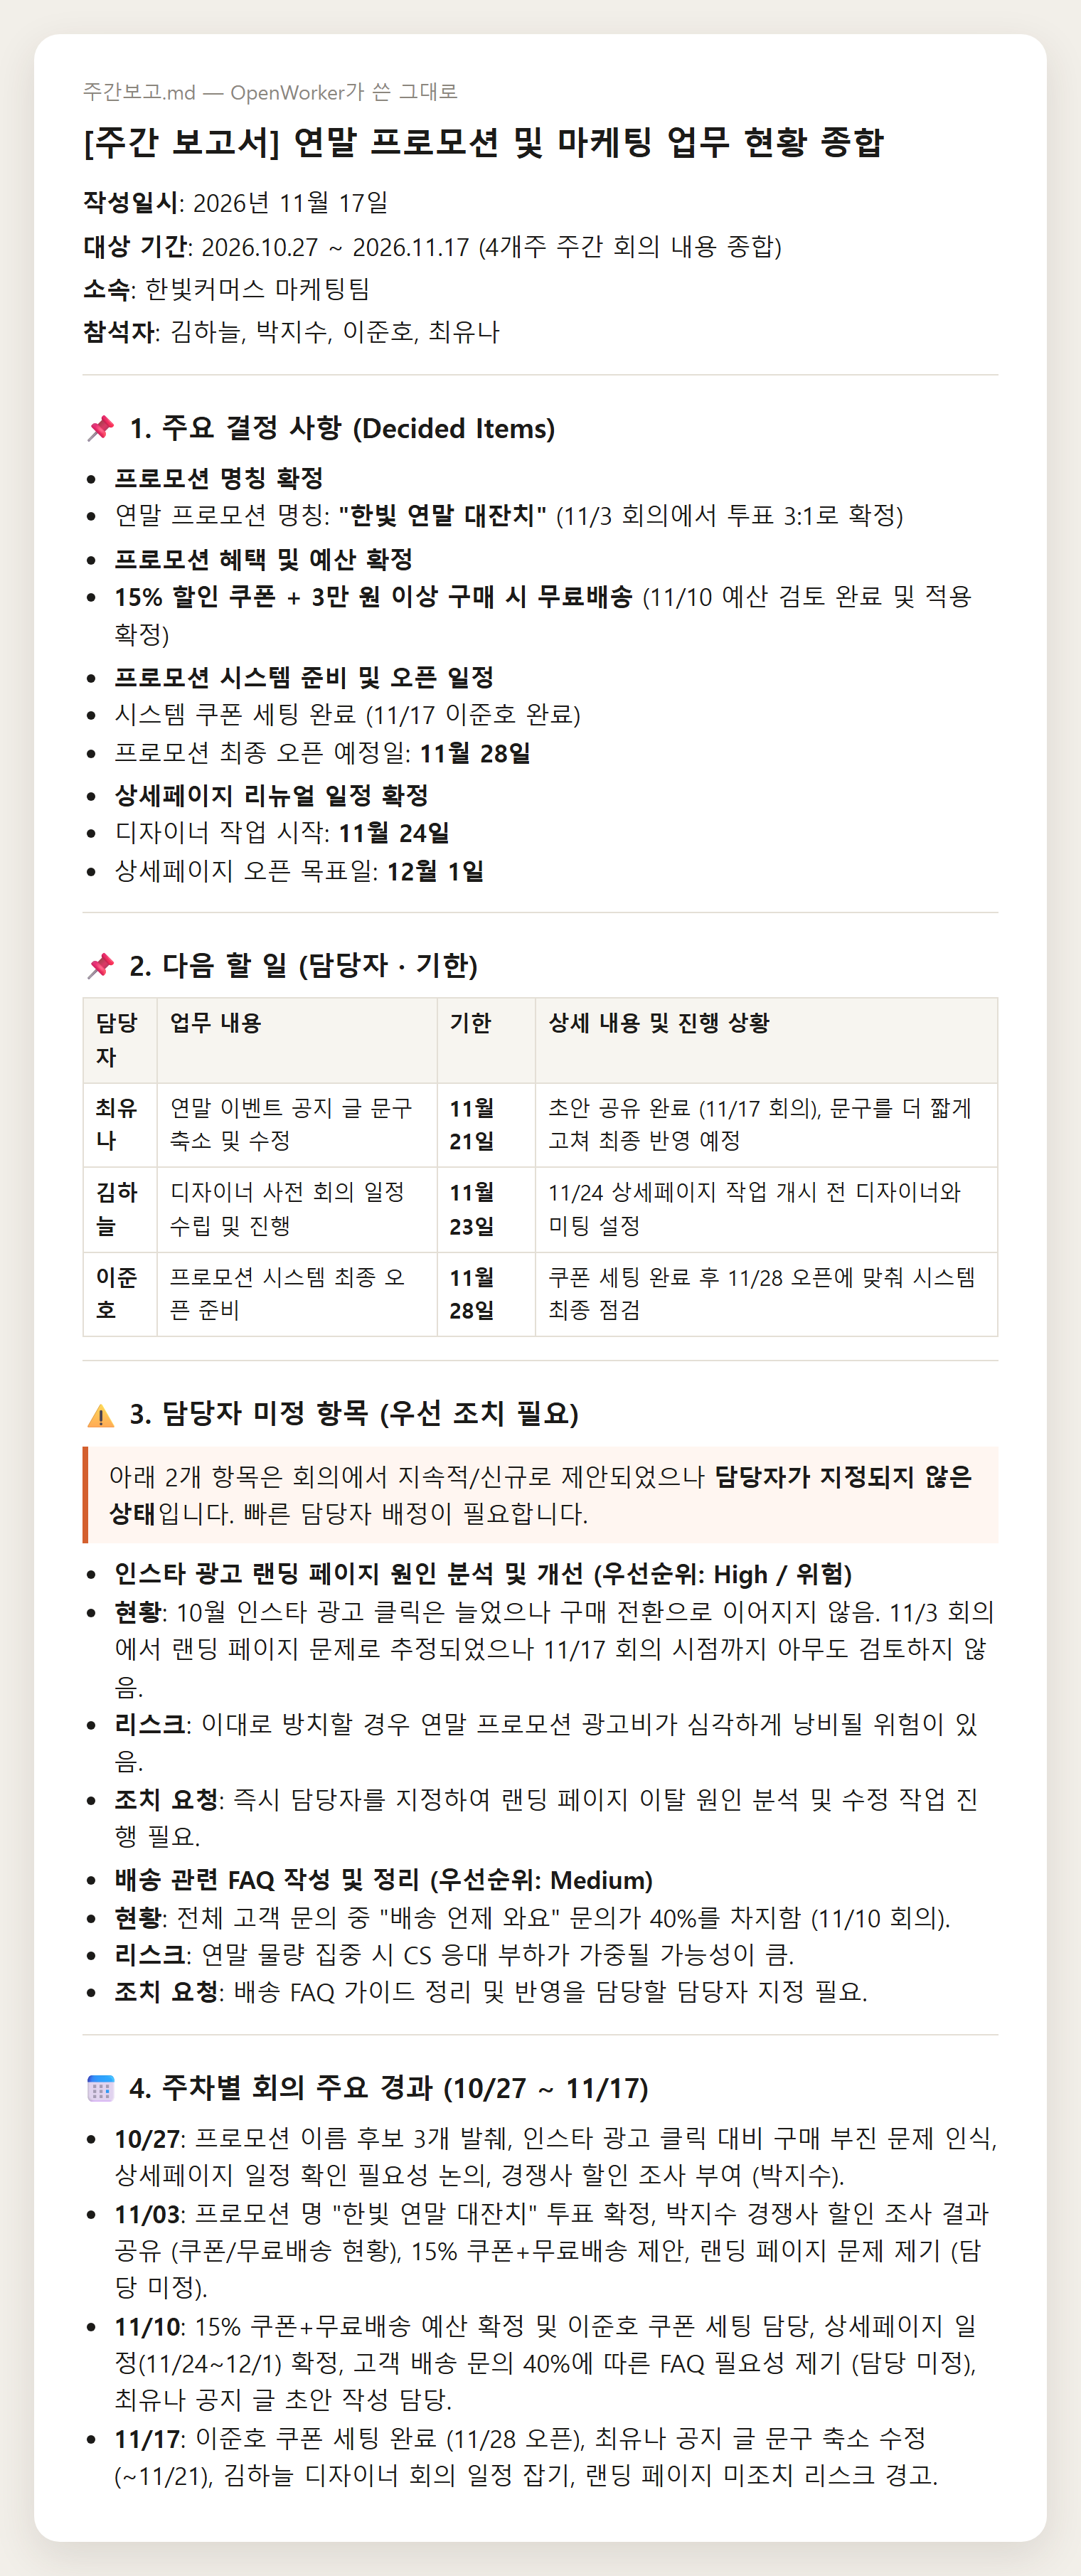 주간보고.md — OpenWorker가 쓴 그대로
[주간 보고서] 연말 프로모션 및 마케팅 업무 현황 종합
작성일시: 2026년 11월 17일
대상 기간: 2026.10.27 ~ 2026.11.17 (4개주 주간 회의 내용 종합)
소속: 한빛커머스 마케팅팀
참석자: 김하늘, 박지수, 이준호, 최유나
📌 1. 주요 결정 사항 (Decided Items)
• 프로모션 명칭 확정
• 연말 프로모션 명칭: "한빛 연말 대잔치" (11/3 회의에서 투표 3:1로 확정)
• 프로모션 혜택 및 예산 확정
• 15% 할인 쿠폰 + 3만 원 이상 구매 시 무료배송 (11/10 예산 검토 완료 및 적용
확정)
• 프로모션 시스템 준비 및 오픈 일정
• 시스템 쿠폰 세팅 완료 (11/17 이준호 완료)
• 프로모션 최종 오픈 예정일: 11월 28일
• 상세페이지 리뉴얼 일정 확정
• 디자이너 작업 시작: 11월 24일
• 상세페이지 오픈 목표일: 12월 1일
📌 2. 다음 할 일 (담당자 · 기한)
담당 업무 내용 기한 상세 내용 및 진행 상황
자
최유 연말 이벤트 공지 글 문구 11월 초안 공유 완료 (11/17 회의), 문구를 더 짧게
나 축소 및 수정 21일 고쳐 최종 반영 예정
김하 디자이너 사전 회의 일정 11월 11/24 상세페이지 작업 개시 전 디자이너와
늘 수립 및 진행 23일 미팅 설정
이준 프로모션 시스템 최종 오 11월 쿠폰 세팅 완료 후 11/28 오픈에 맞춰 시스템
호 픈 준비 28일 최종 점검
⚠️ 3. 담당자 미정 항목 (우선 조치 필요)
아래 2개 항목은 회의에서 지속적/신규로 제안되었으나 담당자가 지정되지 않은
상태입니다. 빠른 담당자 배정이 필요합니다.
• 인스타 광고 랜딩 페이지 원인 분석 및 개선 (우선순위: High / 위험)
• 현황: 10월 인스타 광고 클릭은 늘었으나 구매 전환으로 이어지지 않음. 11/3 회의
에서 랜딩 페이지 문제로 추정되었으나 11/17 회의 시점까지 아무도 검토하지 않
음.
• 리스크: 이대로 방치할 경우 연말 프로모션 광고비가 심각하게 낭비될 위험이 있
음.
• 조치 요청: 즉시 담당자를 지정하여 랜딩 페이지 이탈 원인 분석 및 수정 작업 진
행 필요.
• 배송 관련 FAQ 작성 및 정리 (우선순위: Medium)
• 현황: 전체 고객 문의 중 "배송 언제 와요" 문의가 40%를 차지함 (11/10 회의).
• 리스크: 연말 물량 집중 시 CS 응대 부하가 가중될 가능성이 큼.
• 조치 요청: 배송 FAQ 가이드 정리 및 반영을 담당할 담당자 지정 필요.
🗓️ 4. 주차별 회의 주요 경과 (10/27 ~ 11/17)
• 10/27: 프로모션 이름 후보 3개 발췌, 인스타 광고 클릭 대비 구매 부진 문제 인식,
상세페이지 일정 확인 필요성 논의, 경쟁사 할인 조사 부여 (박지수).
• 11/03: 프로모션 명 "한빛 연말 대잔치" 투표 확정, 박지수 경쟁사 할인 조사 결과
공유 (쿠폰/무료배송 현황), 15% 쿠폰+무료배송 제안, 랜딩 페이지 문제 제기 (담
당 미정).
• 11/10: 15% 쿠폰+무료배송 예산 확정 및 이준호 쿠폰 세팅 담당, 상세페이지 일
정(11/24~12/1) 확정, 고객 배송 문의 40%에 따른 FAQ 필요성 제기 (담당 미정),
최유나 공지 글 초안 작성 담당.
• 11/17: 이준호 쿠폰 세팅 완료 (11/28 오픈), 최유나 공지 글 문구 축소 수정
(~11/21), 김하늘 디자이너 회의 일정 잡기, 랜딩 페이지 미조치 리스크 경고.